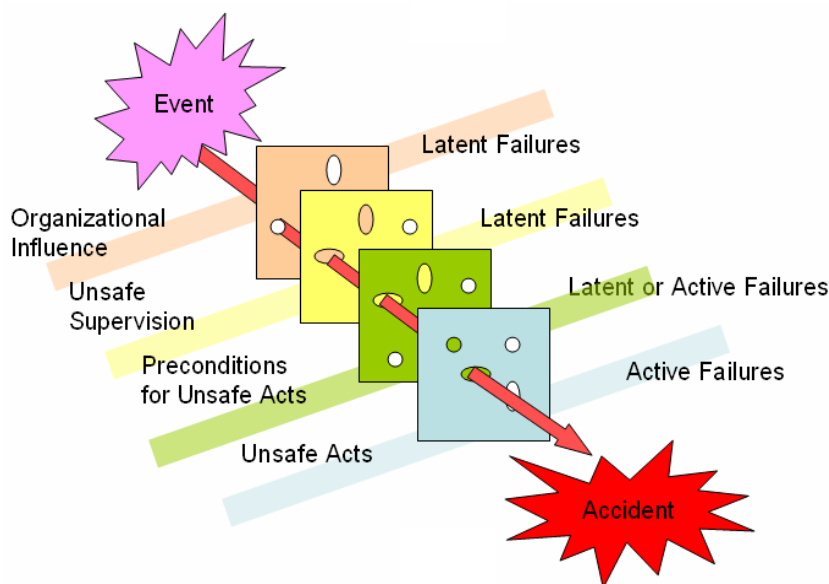 Event
Latent Failures
Organizational
Influence
Latent Failures
Unsafe
Supervision
Latent or Active Failures
Preconditions
for Unsafe Acts
Active Failures
Unsafe Acts
Accident